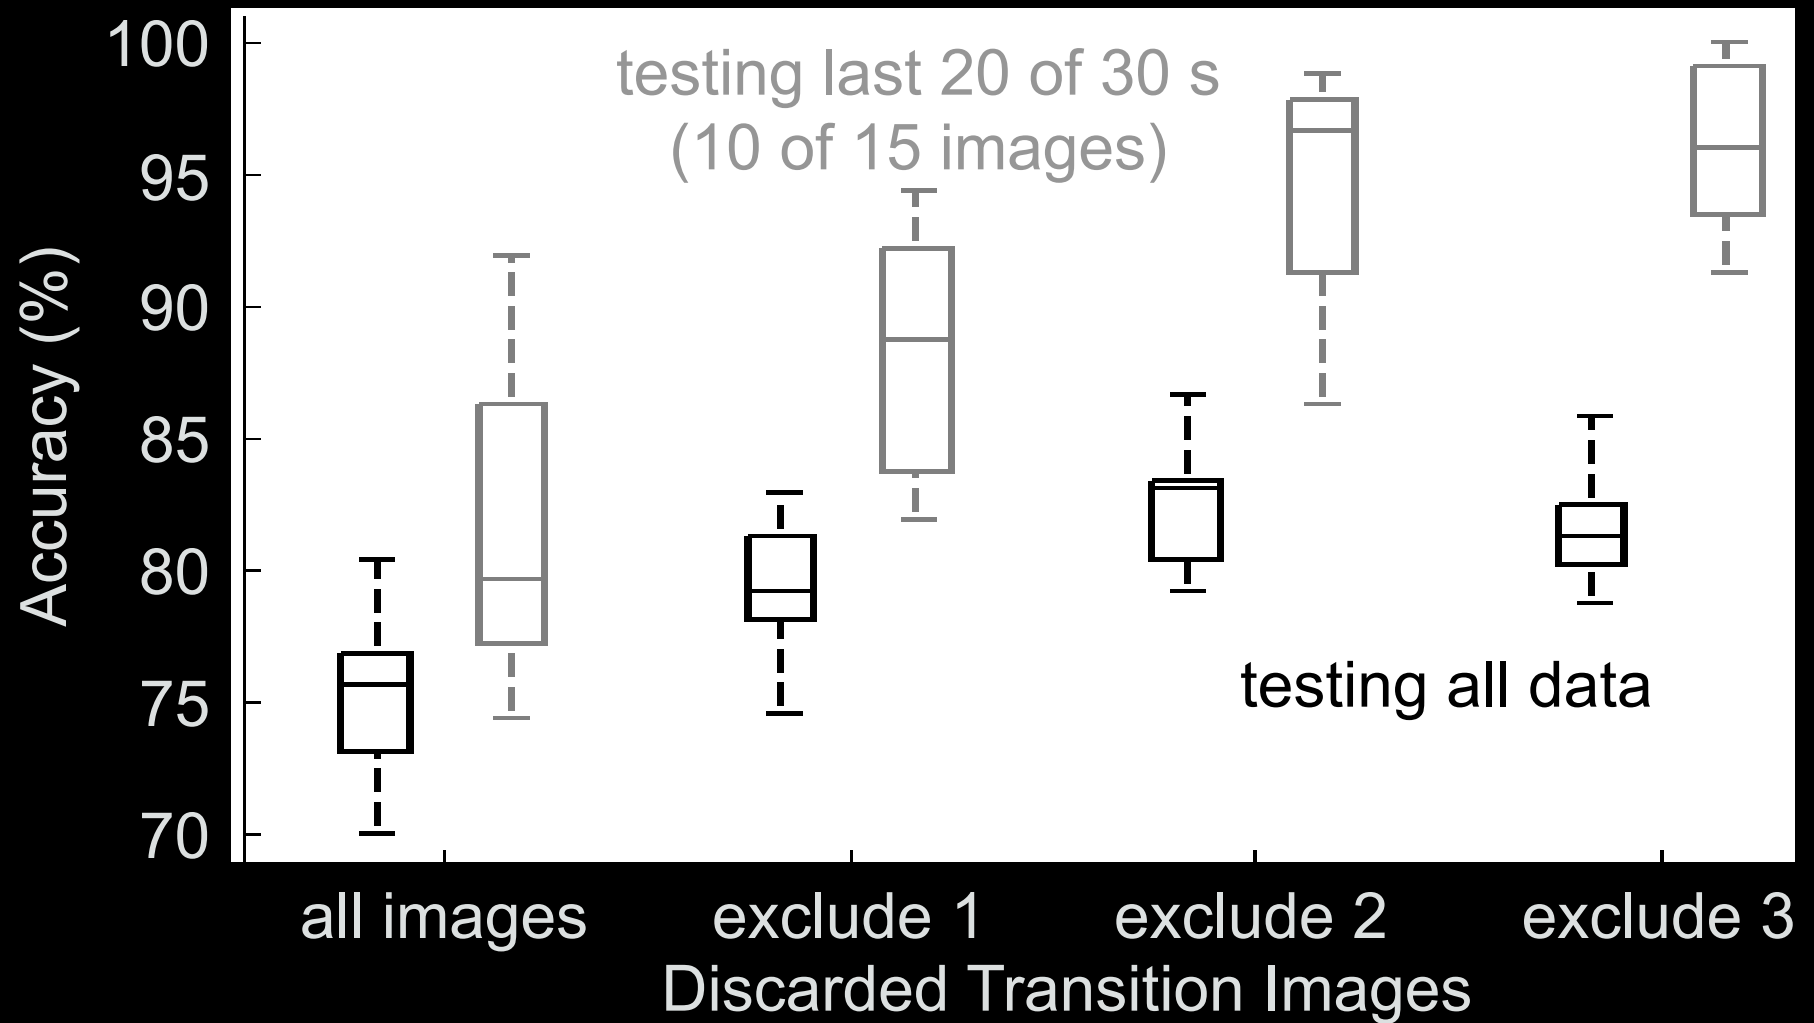 100
95
90
85
80
75
70
Accuracy (%)
testing last 20 of 30 s
(10 of 15 images)
testing all data
all images
exclude 1
exclude 2
exclude 3
Discarded Transition Images